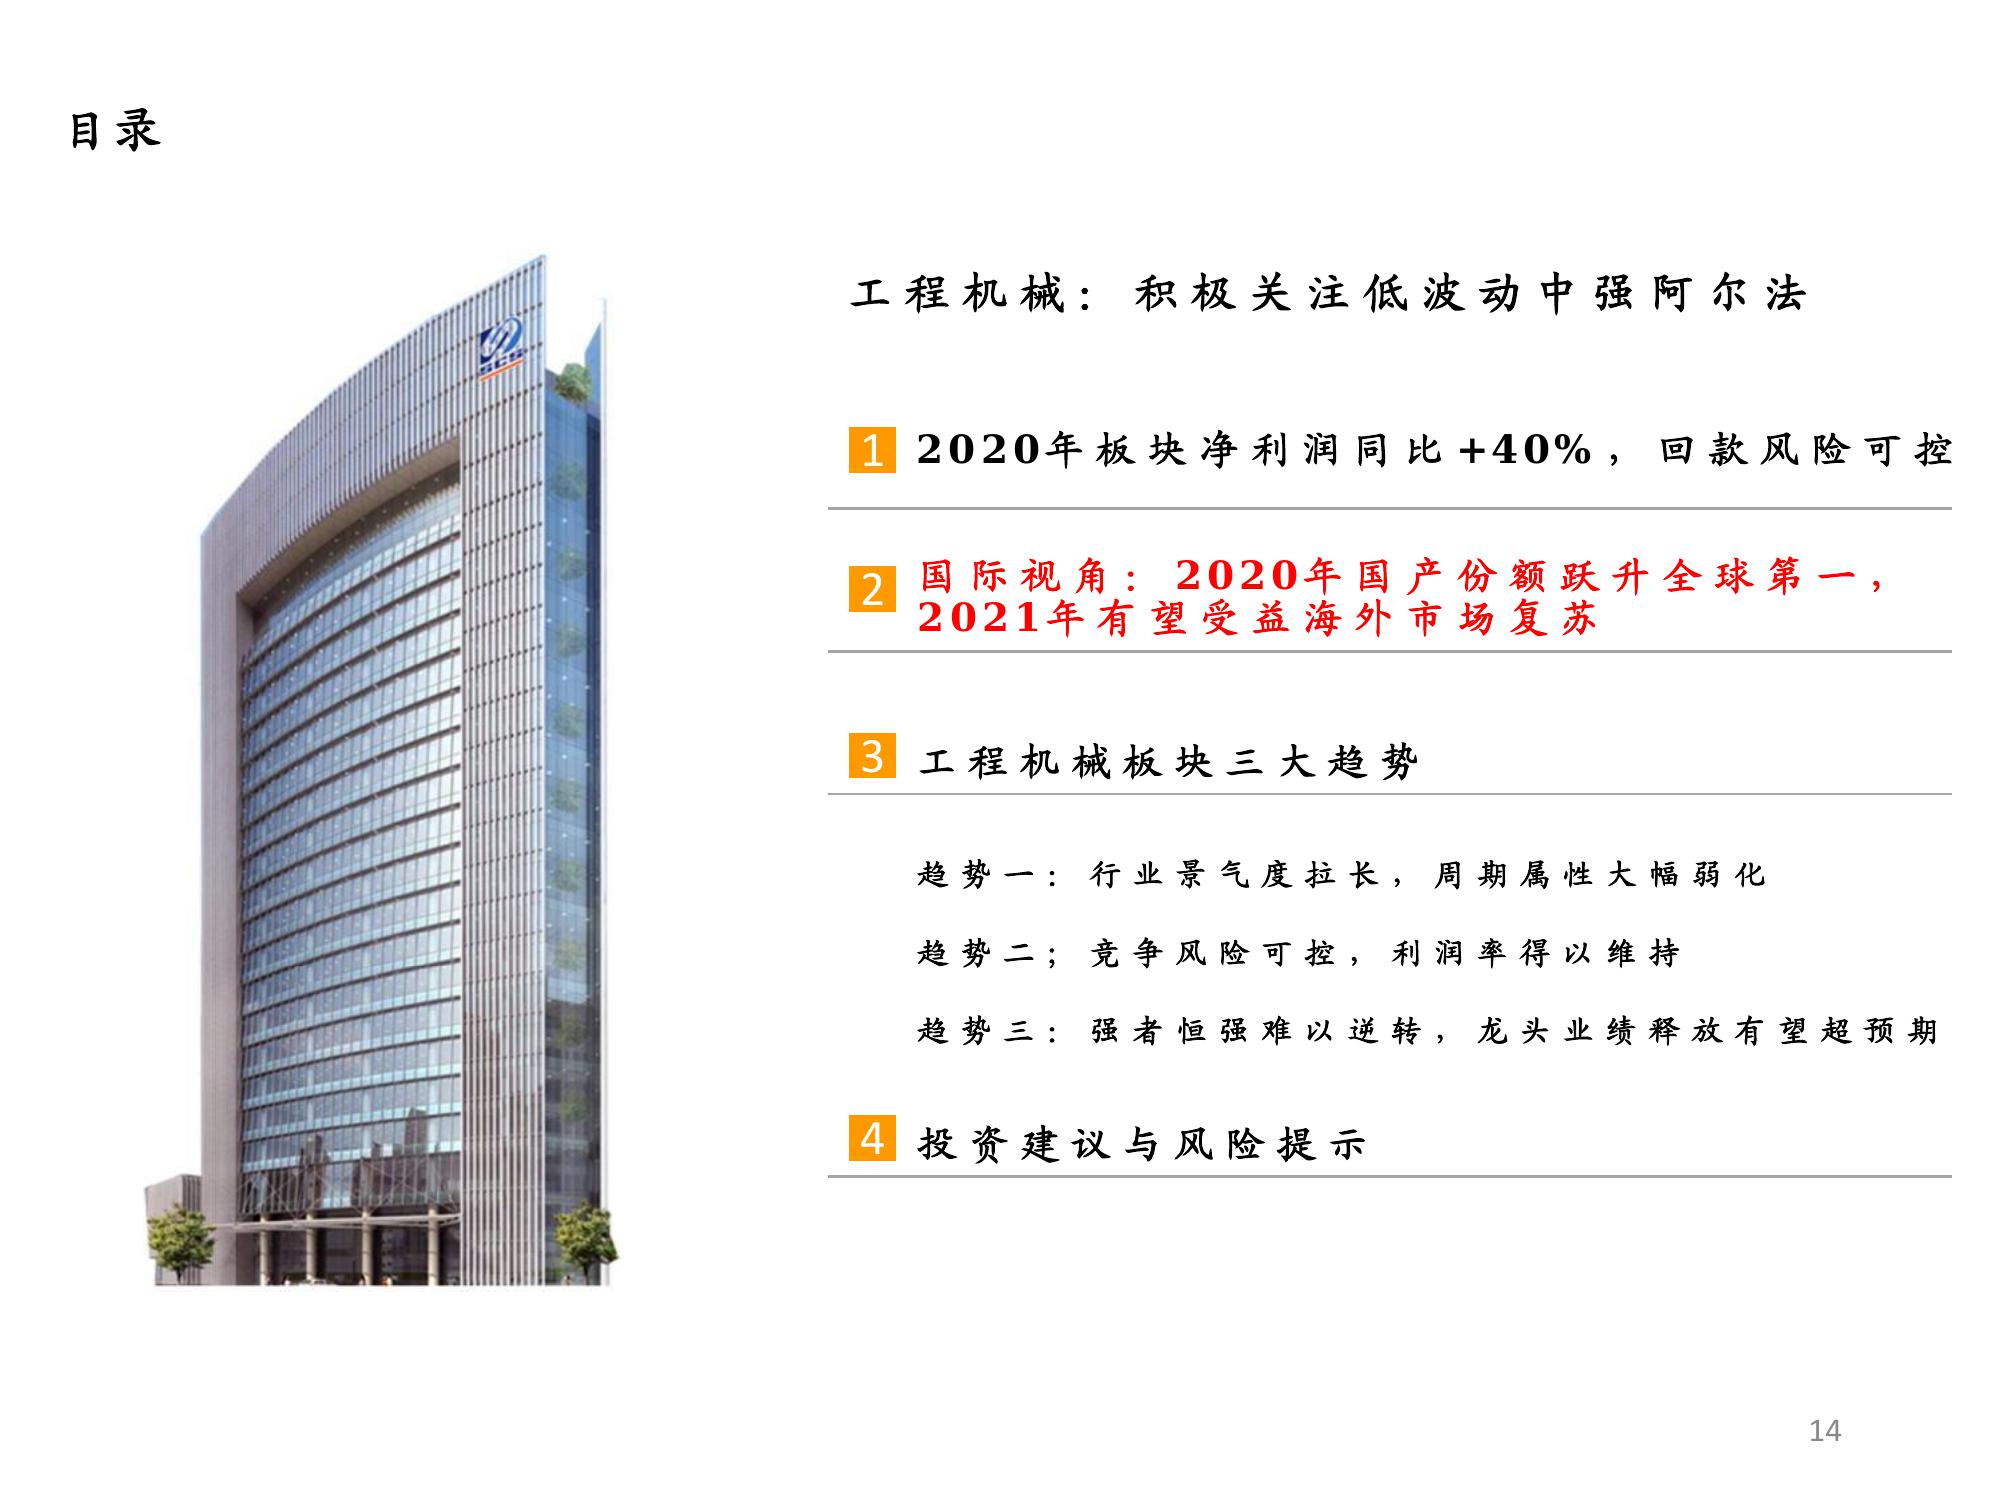 目录
工程机械：积极关注低波动中强阿尔法
1 2020年板块净利润同比+40%，回款风险可控
2 国际视角：2020年国产份额跃升全球第一，
2021年有望受益海外市场复苏
3 工程机械板块三大趋势
趋势一：行业景气度拉长，周期属性大幅弱化
趋势二；竞争风险可控，利润率得以维持
趋势三：强者恒强难以逆转，龙头业绩释放有望超预期
4 投资建议与风险提示
SCS
14